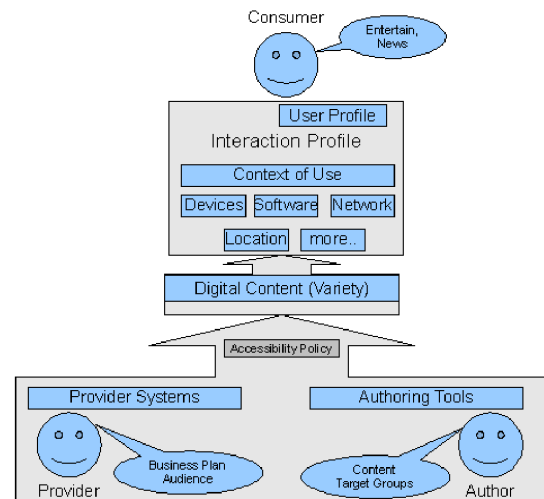 Consumer
Entertain,
News
User Profile
Interaction Profile
Context of Use
Devices Software Network
Location more..
Digital Content (Variety)
Accessibility Policy
Provider Systems Authoring Tools
Business Plan
Audience
Content
Target Groups
Provider Author